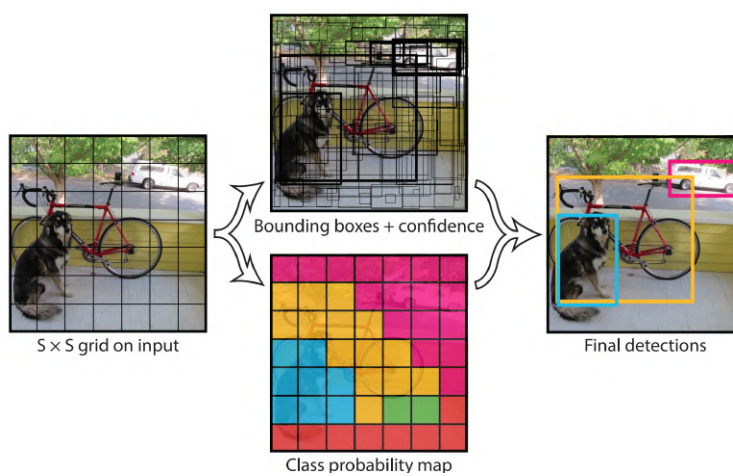 S × S grid on input
Bounding boxes + confidence
Class probability map
Final detections